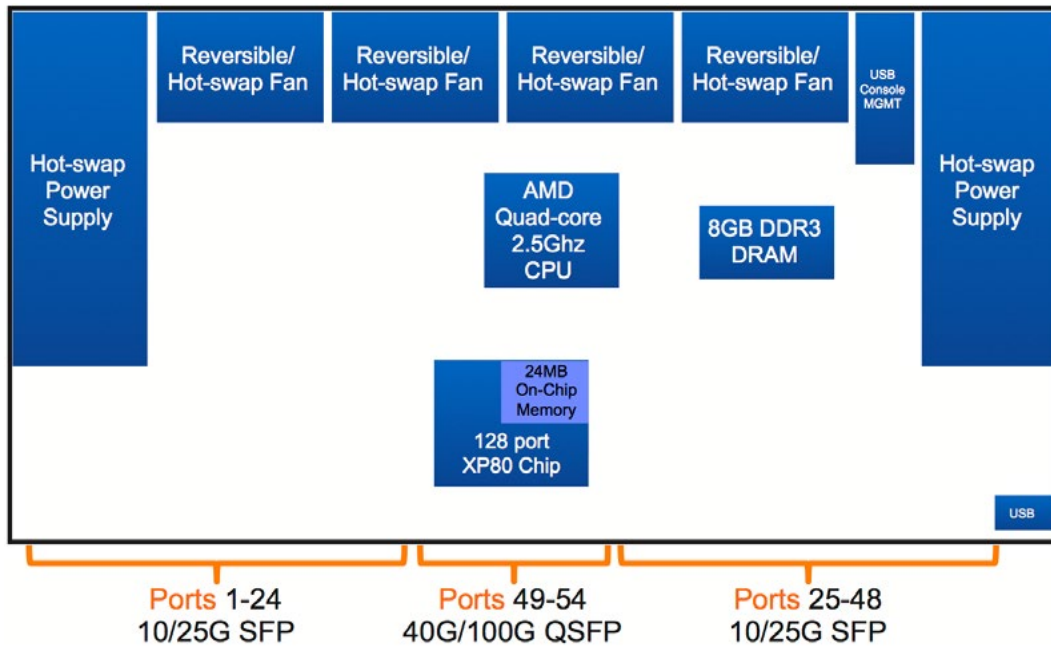 Hot-swap
Power
Supply
Reversible/
Hot-swap Fan
Reversible/
Hot-swap Fan
Reversible/
Hot-swap Fan
Reversible/
Hot-swap Fan
USB
Console
MGMT
Hot-swap
Power
Supply
AMD
Quad-core
2.5Ghz
CPU
8GB DDR3
DRAM
24MB
On-Chip
Memory
128 port
XP80 Chip
USB
Ports 1-24
10/25G SFP
Ports 49-54
40G/100G QSFP
Ports 25-48
10/25G SFP